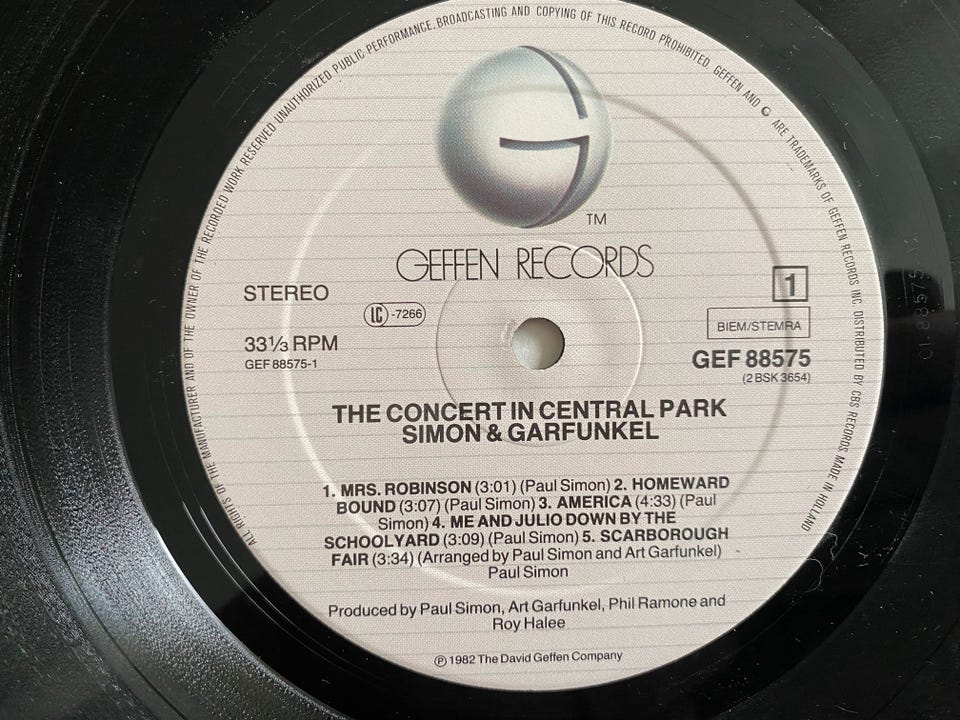 ALL RIGHTS OF THE MANUFACTURER AND OF THE OWNER OF THE RECORDED WORK RESERVED UNAUTHORIZED PUBLIC PERFORMANCE, BROADCASTING AND COPYING OF THIS RECORD PROHIBITED. GEFFEN AND G ARE TRADEMARKS OF GEFFEN RECORDS INC. DISTRIBUTED BY CBS RECORDS. MADE IN HOLLAND
TM
GEFFEN RECORDS
STEREO
LC -7266
33⅓ RPM
GEF 88575-1
1
BIEM/STEMRA
GEF 88575
(2 BSK 3654)
THE CONCERT IN CENTRAL PARK
SIMON & GARFUNKEL
1. MRS. ROBINSON (3:01) (Paul Simon) 2. HOMEWARD
BOUND (3:07) (Paul Simon) 3. AMERICA (4:33) (Paul
Simon) 4. ME AND JULIO DOWN BY THE
SCHOOLYARD (3:09) (Paul Simon) 5. SCARBOROUGH
FAIR (3:34) (Arranged by Paul Simon and Art Garfunkel)
Paul Simon
Produced by Paul Simon, Art Garfunkel, Phil Ramone and
Roy Halee
℗ 1982 The David Geffen Company